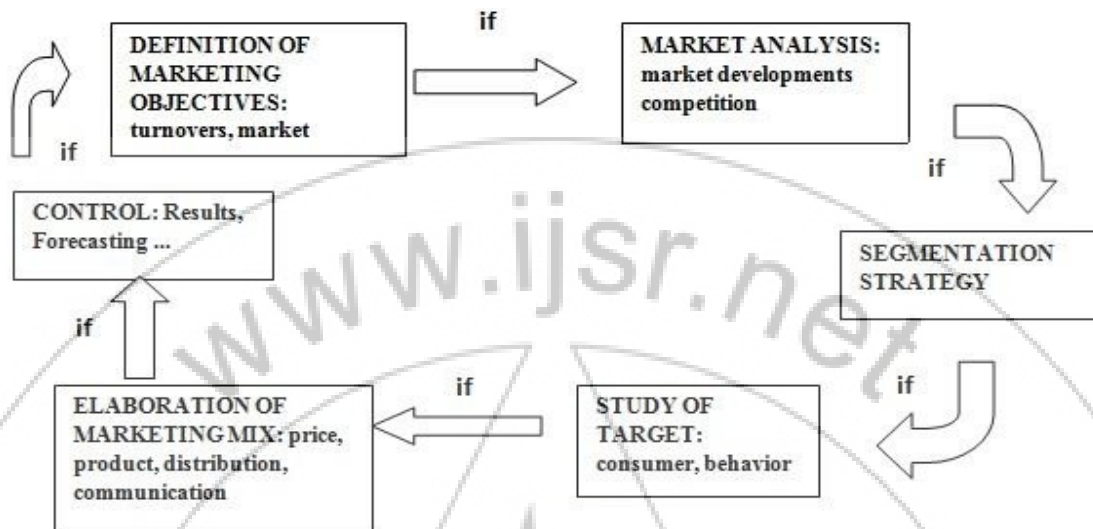 if
DEFINITION OF
MARKETING
OBJECTIVES:
turnovers, market
if
MARKET ANALYSIS:
market developments
competition
if
SEGMENTATION
STRATEGY
if
STUDY OF
TARGET:
consumer, behavior
if
ELABORATION OF
MARKETING MIX: price,
product, distribution,
communication
if
CONTROL: Results,
Forecasting ...
www.ijsr.net